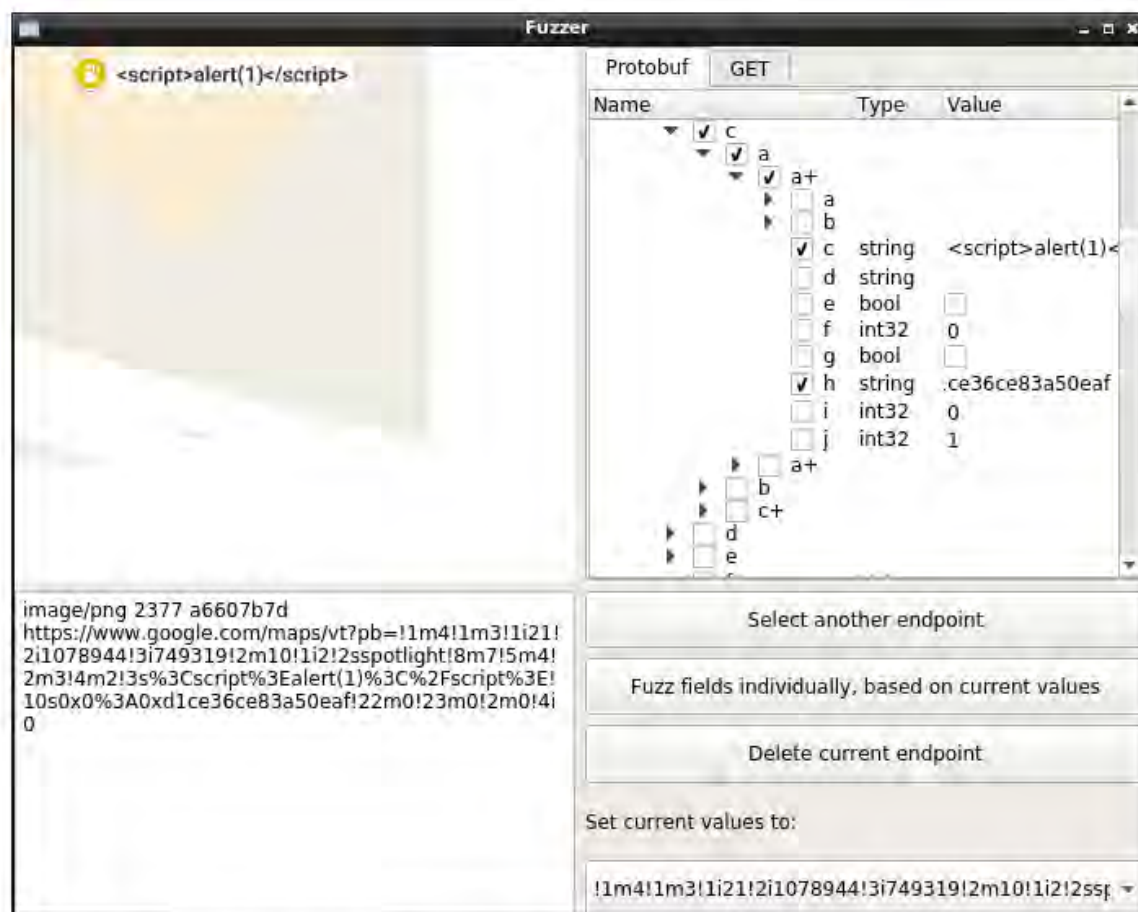 Fuzzer
<script>alert(1)</script>
Protobuf GET
Name Type Value
c
a
a+
a
b
c string <script>alert(1)<
d string
e bool
f int32 0
g bool
h string .ce36ce83a50eaf
i int32 0
j int32 1
a+
b
c+
d
e
image/png 2377 a6607b7d
https://www.google.com/maps/vt?pb=!1m4!1m3!1i21!
2i1078944!3i749319!2m10!1i2!2sspotlight!8m7!5m4!
2m3!4m2!3s%3Cscript%3Ealert(1)%3C%2Fscript%3E!
10s0x0%3A0xd1ce36ce83a50eaf!22m0!23m0!2m0!4i
0
Select another endpoint
Fuzz fields individually, based on current values
Delete current endpoint
Set current values to:
!1m4!1m3!1i21!2i1078944!3i749319!2m10!1i2!2ssp